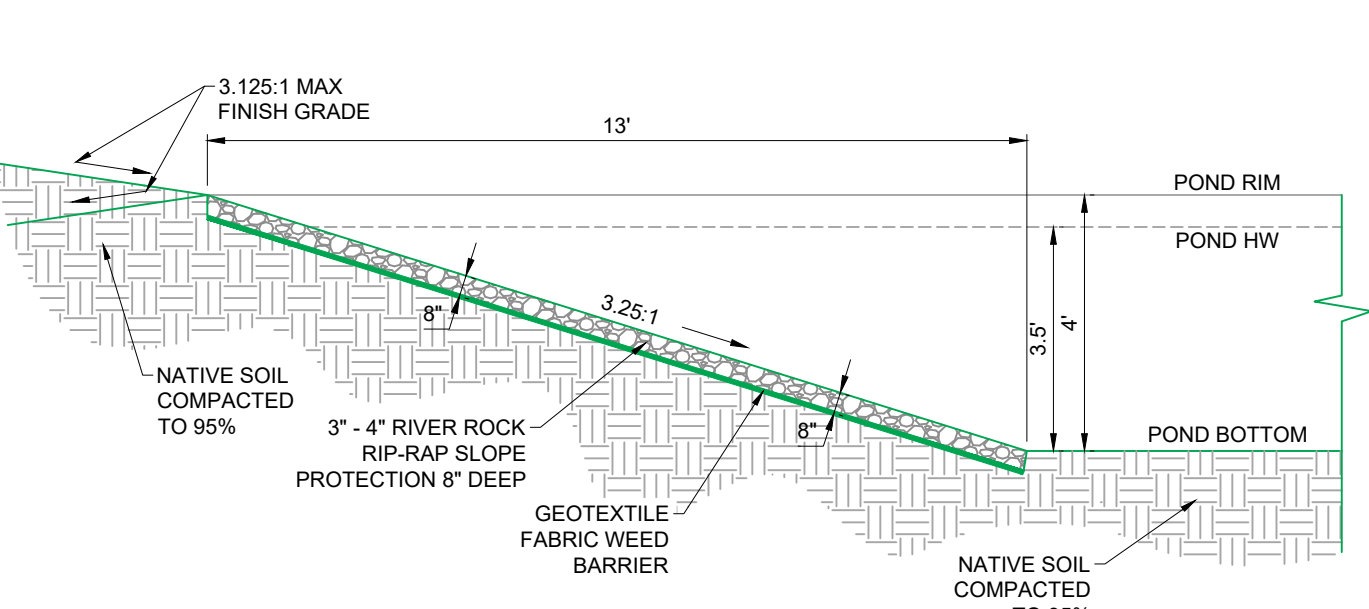 3.125:1 MAX
FINISH GRADE
13'
POND RIM
POND HW
8"
3.25:1
3.5'
4'
NATIVE SOIL
COMPACTED
TO 95%
3" - 4" RIVER ROCK
RIP-RAP SLOPE
PROTECTION 8" DEEP
8"
POND BOTTOM
GEOTEXTILE
FABRIC WEED
BARRIER
NATIVE SOIL
COMPACTED
TO 95%